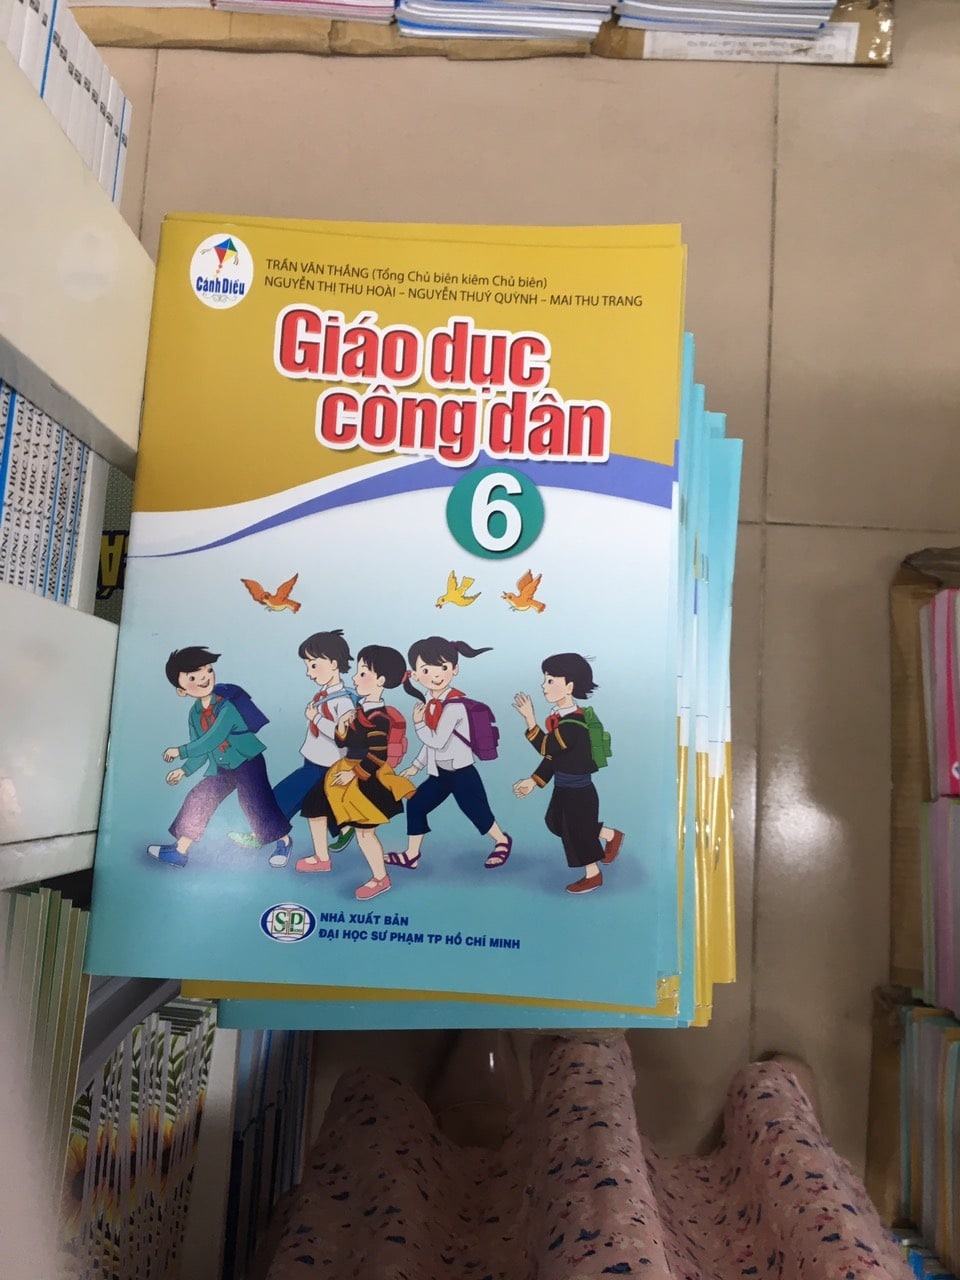 Cánh Diều
TRẦN VĂN THẮNG (Tổng Chủ biên kiêm Chủ biên)
NGUYỄN THỊ THU HOÀI – NGUYỄN THUÝ QUỲNH – MAI THU TRANG
Giáo dục
công dân
6
SP
NHÀ XUẤT BẢN
ĐẠI HỌC SƯ PHẠM TP HỒ CHÍ MINH